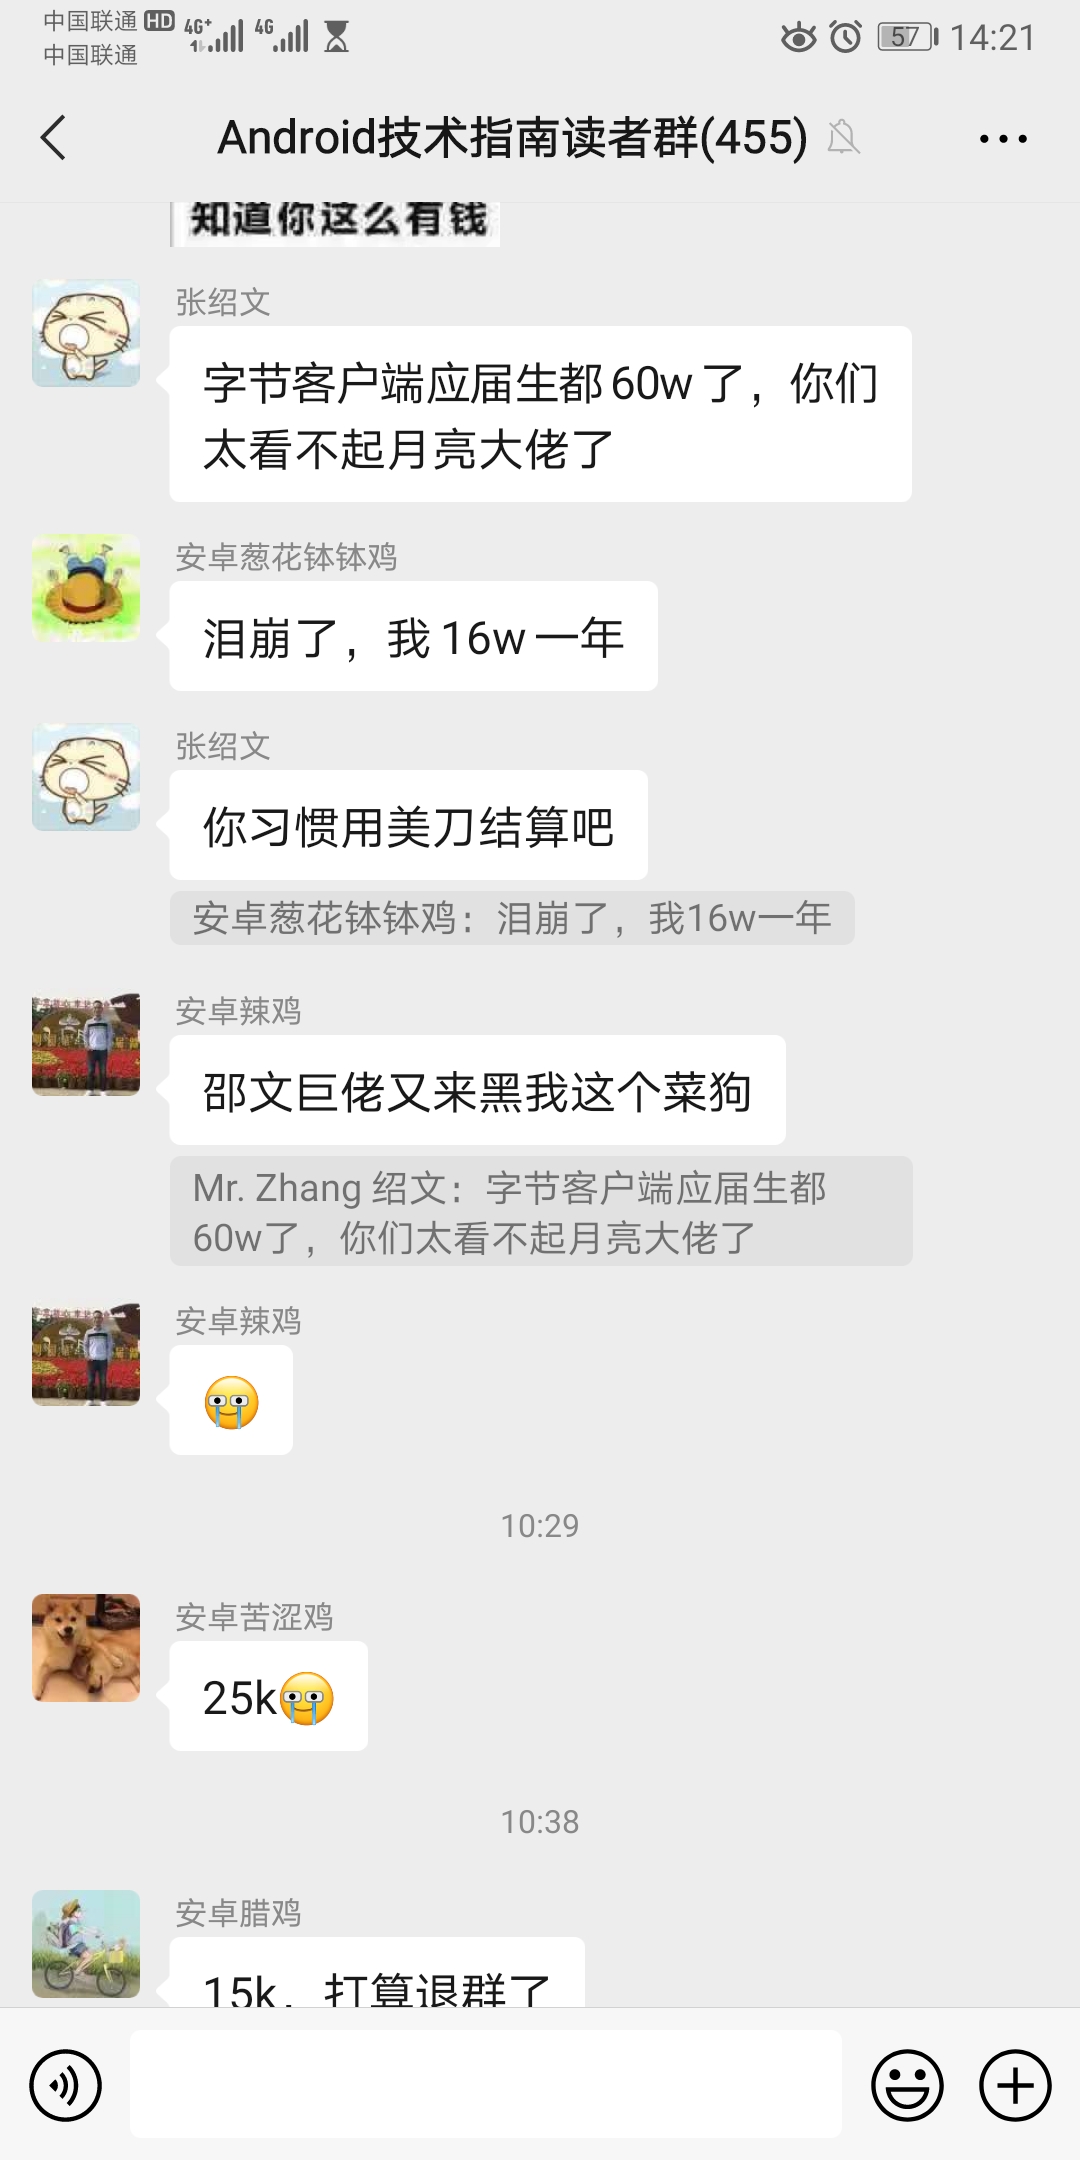 中国联通 HD 4G+ 4G 57 14:21
中国联通
Android技术指南读者群(455)
知道你这么有钱
张绍文
字节客户端应届生都60w了，你们
太看不起月亮大佬了
安卓葱花钵钵鸡
泪崩了，我16w一年
张绍文
你习惯用美刀结算吧
安卓葱花钵钵鸡：泪崩了，我16w一年
安卓辣鸡
邵文巨佬又来黑我这个菜狗
Mr. Zhang 绍文：字节客户端应届生都
60w了，你们太看不起月亮大佬了
安卓辣鸡
10:29
安卓苦涩鸡
25k
10:38
安卓腊鸡
15k，打算退群了